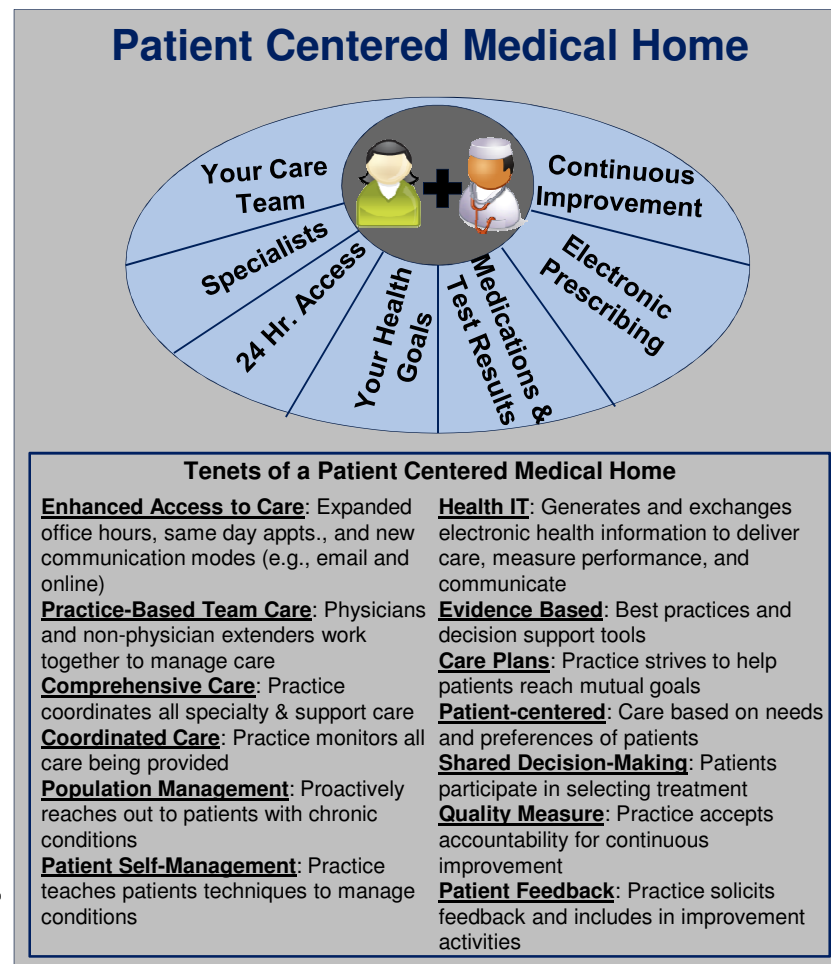 Patient Centered Medical Home
Your Care
Team
Specialists
24 Hr. Access
Your Health
Goals
Medications &
Test Results
Electronic
Prescribing
Continuous
Improvement
Tenets of a Patient Centered Medical Home
Enhanced Access to Care: Expanded
office hours, same day appts., and new
communication modes (e.g., email and
online)
Practice-Based Team Care: Physicians
and non-physician extenders work
together to manage care
Comprehensive Care: Practice
coordinates all specialty & support care
Coordinated Care: Practice monitors all
care being provided
Population Management: Proactively
reaches out to patients with chronic
conditions
Patient Self-Management: Practice
teaches patients techniques to manage
conditions
Health IT: Generates and exchanges
electronic health information to deliver
care, measure performance, and
communicate
Evidence Based: Best practices and
decision support tools
Care Plans: Practice strives to help
patients reach mutual goals
Patient-centered: Care based on needs
and preferences of patients
Shared Decision-Making: Patients
participate in selecting treatment
Quality Measure: Practice accepts
accountability for continuous
improvement
Patient Feedback: Practice solicits
feedback and includes in improvement
activities